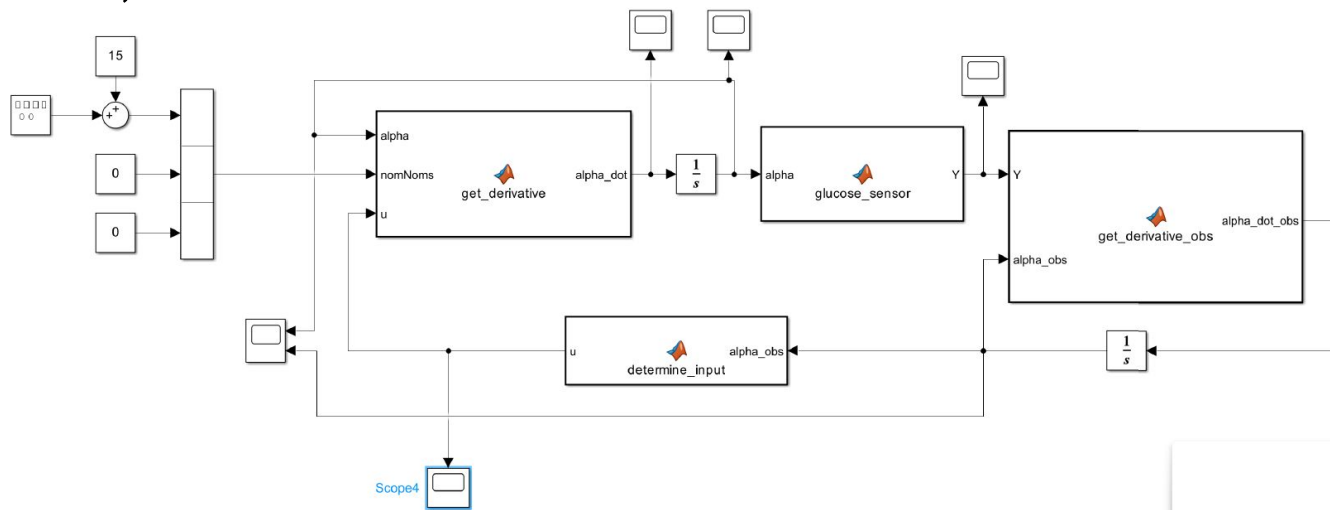 15
+
+
0
0
alpha
nomNoms
u
get_derivative
alpha_dot
1
s
alpha
glucose_sensor
Y
Y
alpha_obs
get_derivative_obs
alpha_dot_obs
u
determine_input
alpha_obs
1
s
Scope4